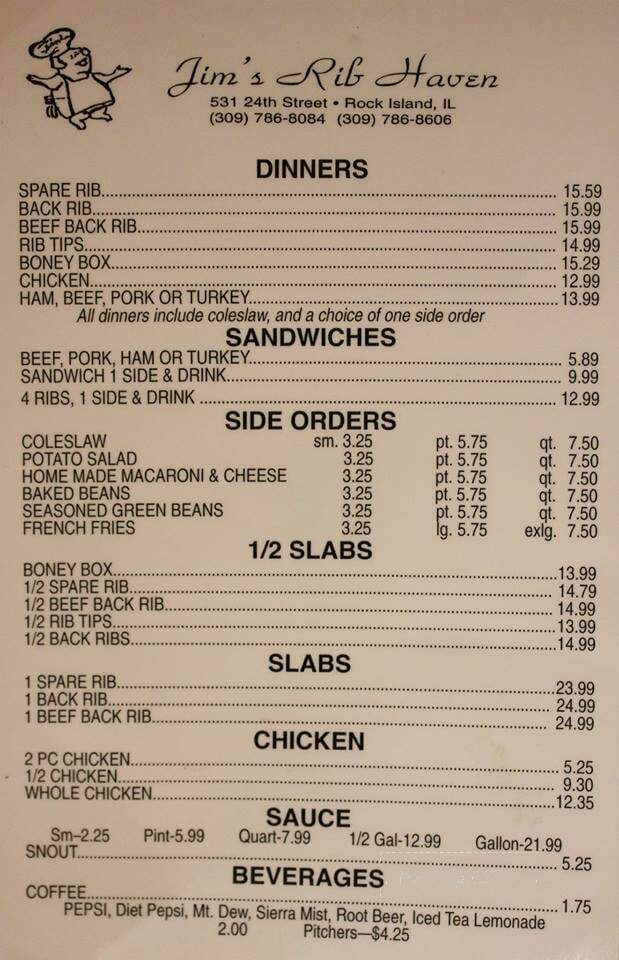 Jim's Rib Haven
531 24th Street • Rock Island, IL
(309) 786-8084 (309) 786-8606
DINNERS
SPARE RIB 15.59
BACK RIB 15.99
BEEF BACK RIB 15.99
RIB TIPS 14.99
BONEY BOX 15.29
CHICKEN 12.99
HAM, BEEF, PORK OR TURKEY 13.99
All dinners include coleslaw, and a choice of one side order
SANDWICHES
BEEF, PORK, HAM OR TURKEY 5.89
SANDWICH 1 SIDE & DRINK 9.99
4 RIBS, 1 SIDE & DRINK 12.99
SIDE ORDERS
COLESLAW sm. 3.25 pt. 5.75 qt. 7.50
POTATO SALAD 3.25 pt. 5.75 qt. 7.50
HOME MADE MACARONI & CHEESE 3.25 pt. 5.75 qt. 7.50
BAKED BEANS 3.25 pt. 5.75 qt. 7.50
SEASONED GREEN BEANS 3.25 pt. 5.75 qt. 7.50
FRENCH FRIES 3.25 lg. 5.75 exlg. 7.50
1/2 SLABS
BONEY BOX 13.99
1/2 SPARE RIB 14.79
1/2 BEEF BACK RIB 14.99
1/2 RIB TIPS 13.99
1/2 BACK RIBS 14.99
SLABS
1 SPARE RIB 23.99
1 BACK RIB 24.99
1 BEEF BACK RIB 24.99
CHICKEN
2 PC CHICKEN 5.25
1/2 CHICKEN 9.30
WHOLE CHICKEN 12.35
SAUCE
Sm–2.25 Pint-5.99 Quart-7.99 1/2 Gal-12.99 Gallon-21.99
SNOUT 5.25
BEVERAGES
COFFEE 1.75
PEPSI, Diet Pepsi, Mt. Dew, Sierra Mist, Root Beer, Iced Tea Lemonade
2.00 Pitchers—$4.25